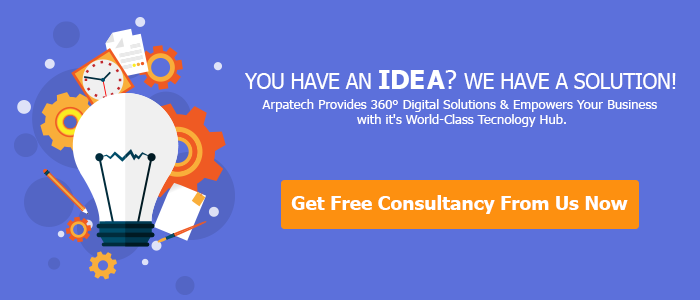 YOU HAVE AN IDEA? WE HAVE A SOLUTION!
Arpatech Provides 360° Digital Solutions & Empowers Your Business
with it's World-Class Tecnology Hub.
Get Free Consultancy From Us Now